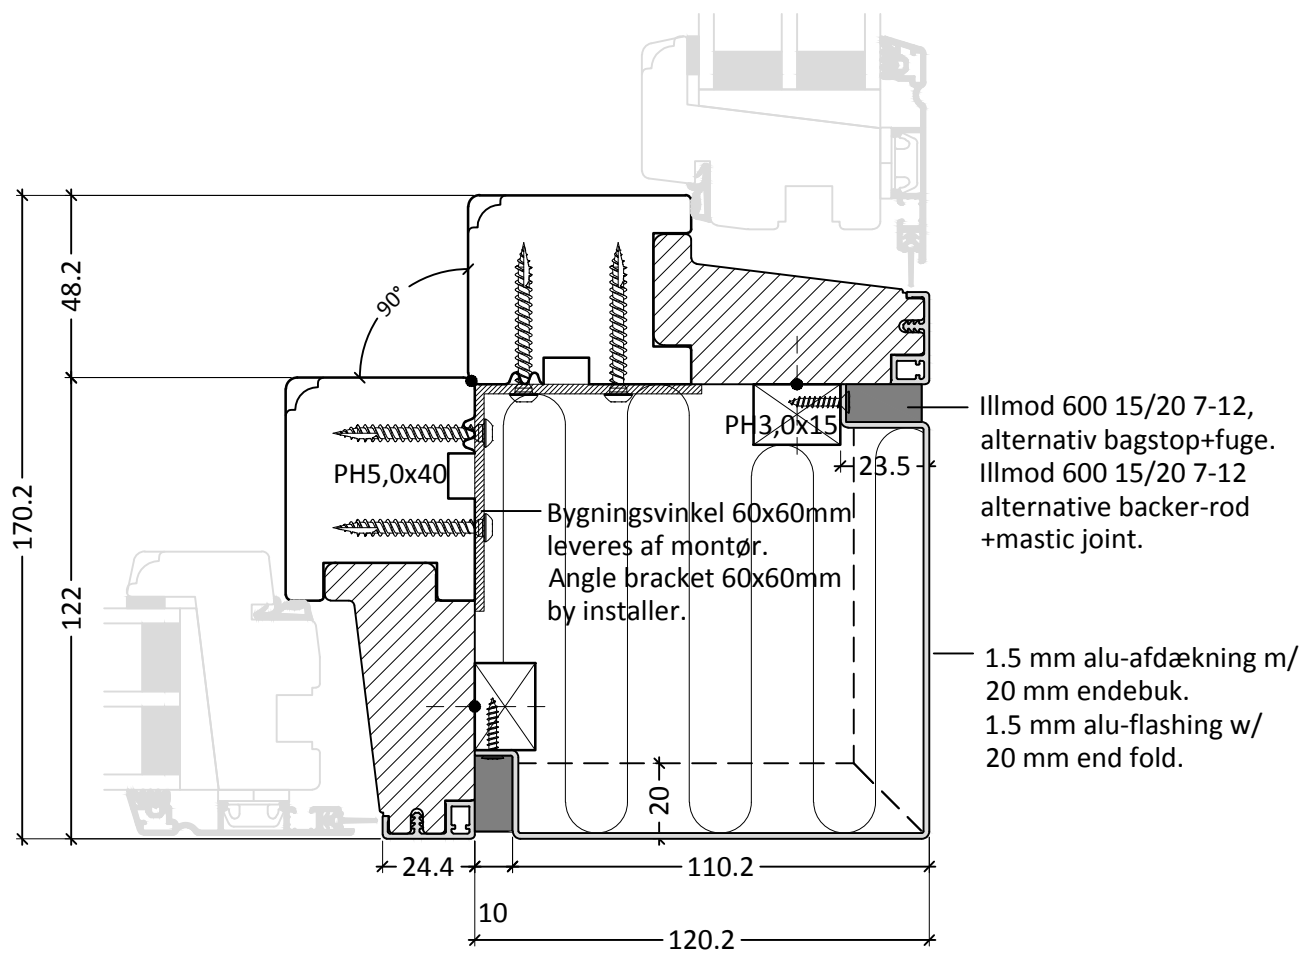 48.2
90°
170.2
122
PH3,0x15
23.5
PH5,0x40
Illmod 600 15/20 7-12,
alternativ bagstop+fuge.
Illmod 600 15/20 7-12
alternative backer-rod
+mastic joint.
Bygningsvinkel 60x60mm
leveres af montør.
Angle bracket 60x60mm
by installer.
1.5 mm alu-afdækning m/
20 mm endebuk.
1.5 mm alu-flashing w/
20 mm end fold.
20
24.4
110.2
10
120.2